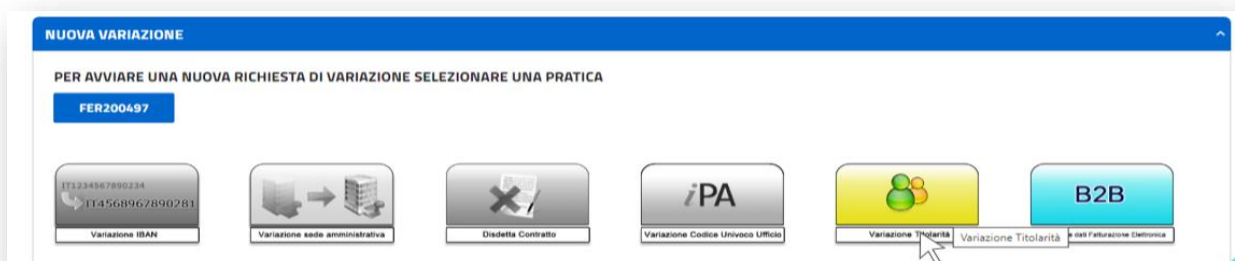 NUOVA VARIAZIONE
PER AVVIARE UNA NUOVA RICHIESTA DI VARIAZIONE SELEZIONARE UNA PRATICA
FER200497
IT1234567890234
IT4568967890281
Variazione IBAN
Variazione sede amministrativa
Disdetta Contratto
iPA
Variazione Codice Univoco Ufficio
Variazione Titolarità
Variazione Titolarità
B2B
e dati Fatturazione Elettronica